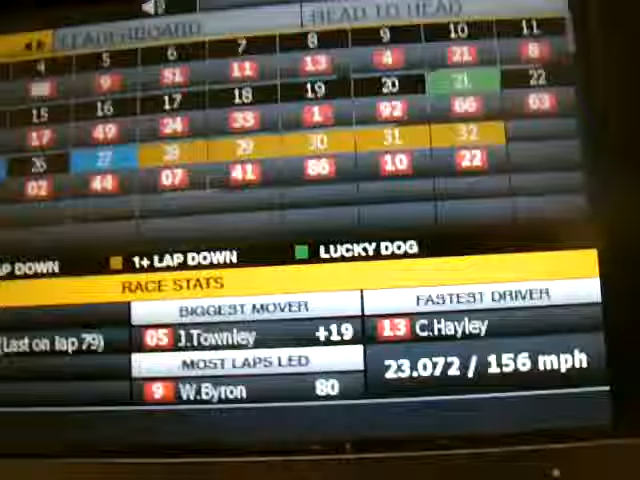 LEADERBOARD HEAD TO HEAD
4 5 6 7 8 9 10 11
9 51 11 13 4 21 8
15 16 17 18 19 20 21 22
17 49 24 33 1 92 66 63
26 27 28 29 30 31 32
02 44 07 41 86 10 22
AP DOWN 1+ LAP DOWN LUCKY DOG
RACE STATS
BIGGEST MOVER FASTEST DRIVER
(Last on lap 79) 05 J.Townley +19 13 C.Hayley
MOST LAPS LED 23.072 / 156 mph
9 W.Byron 80